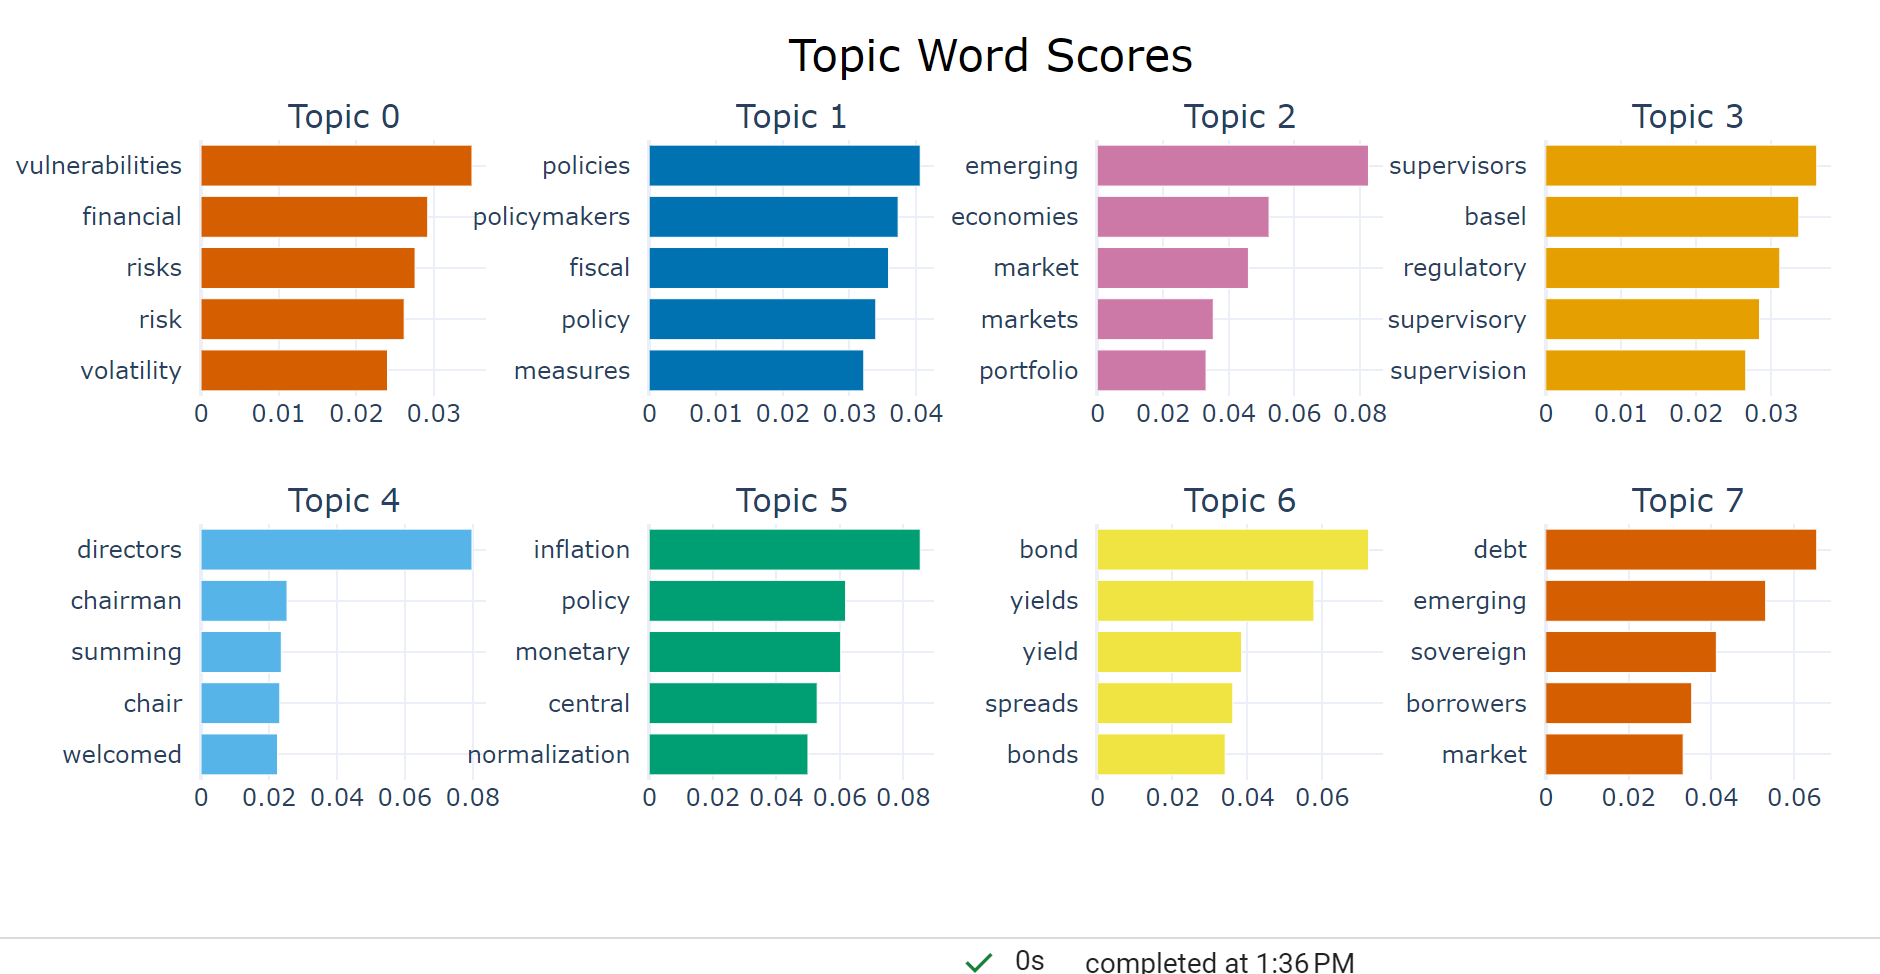 Topic Word Scores
Topic 0
vulnerabilities
financial
risks
risk
volatility
0 0.01 0.02 0.03
Topic 1
policies
policymakers
fiscal
policy
measures
0 0.01 0.02 0.03 0.04
Topic 2
emerging
economies
market
markets
portfolio
0 0.02 0.04 0.06 0.08
Topic 3
supervisors
basel
regulatory
supervisory
supervision
0 0.01 0.02 0.03
Topic 4
directors
chairman
summing
chair
welcomed
0 0.02 0.04 0.06 0.08
Topic 5
inflation
policy
monetary
central
normalization
0 0.02 0.04 0.06 0.08
Topic 6
bond
yields
yield
spreads
bonds
0 0.02 0.04 0.06
Topic 7
debt
emerging
sovereign
borrowers
market
0 0.02 0.04 0.06
0s completed at 1:36 PM